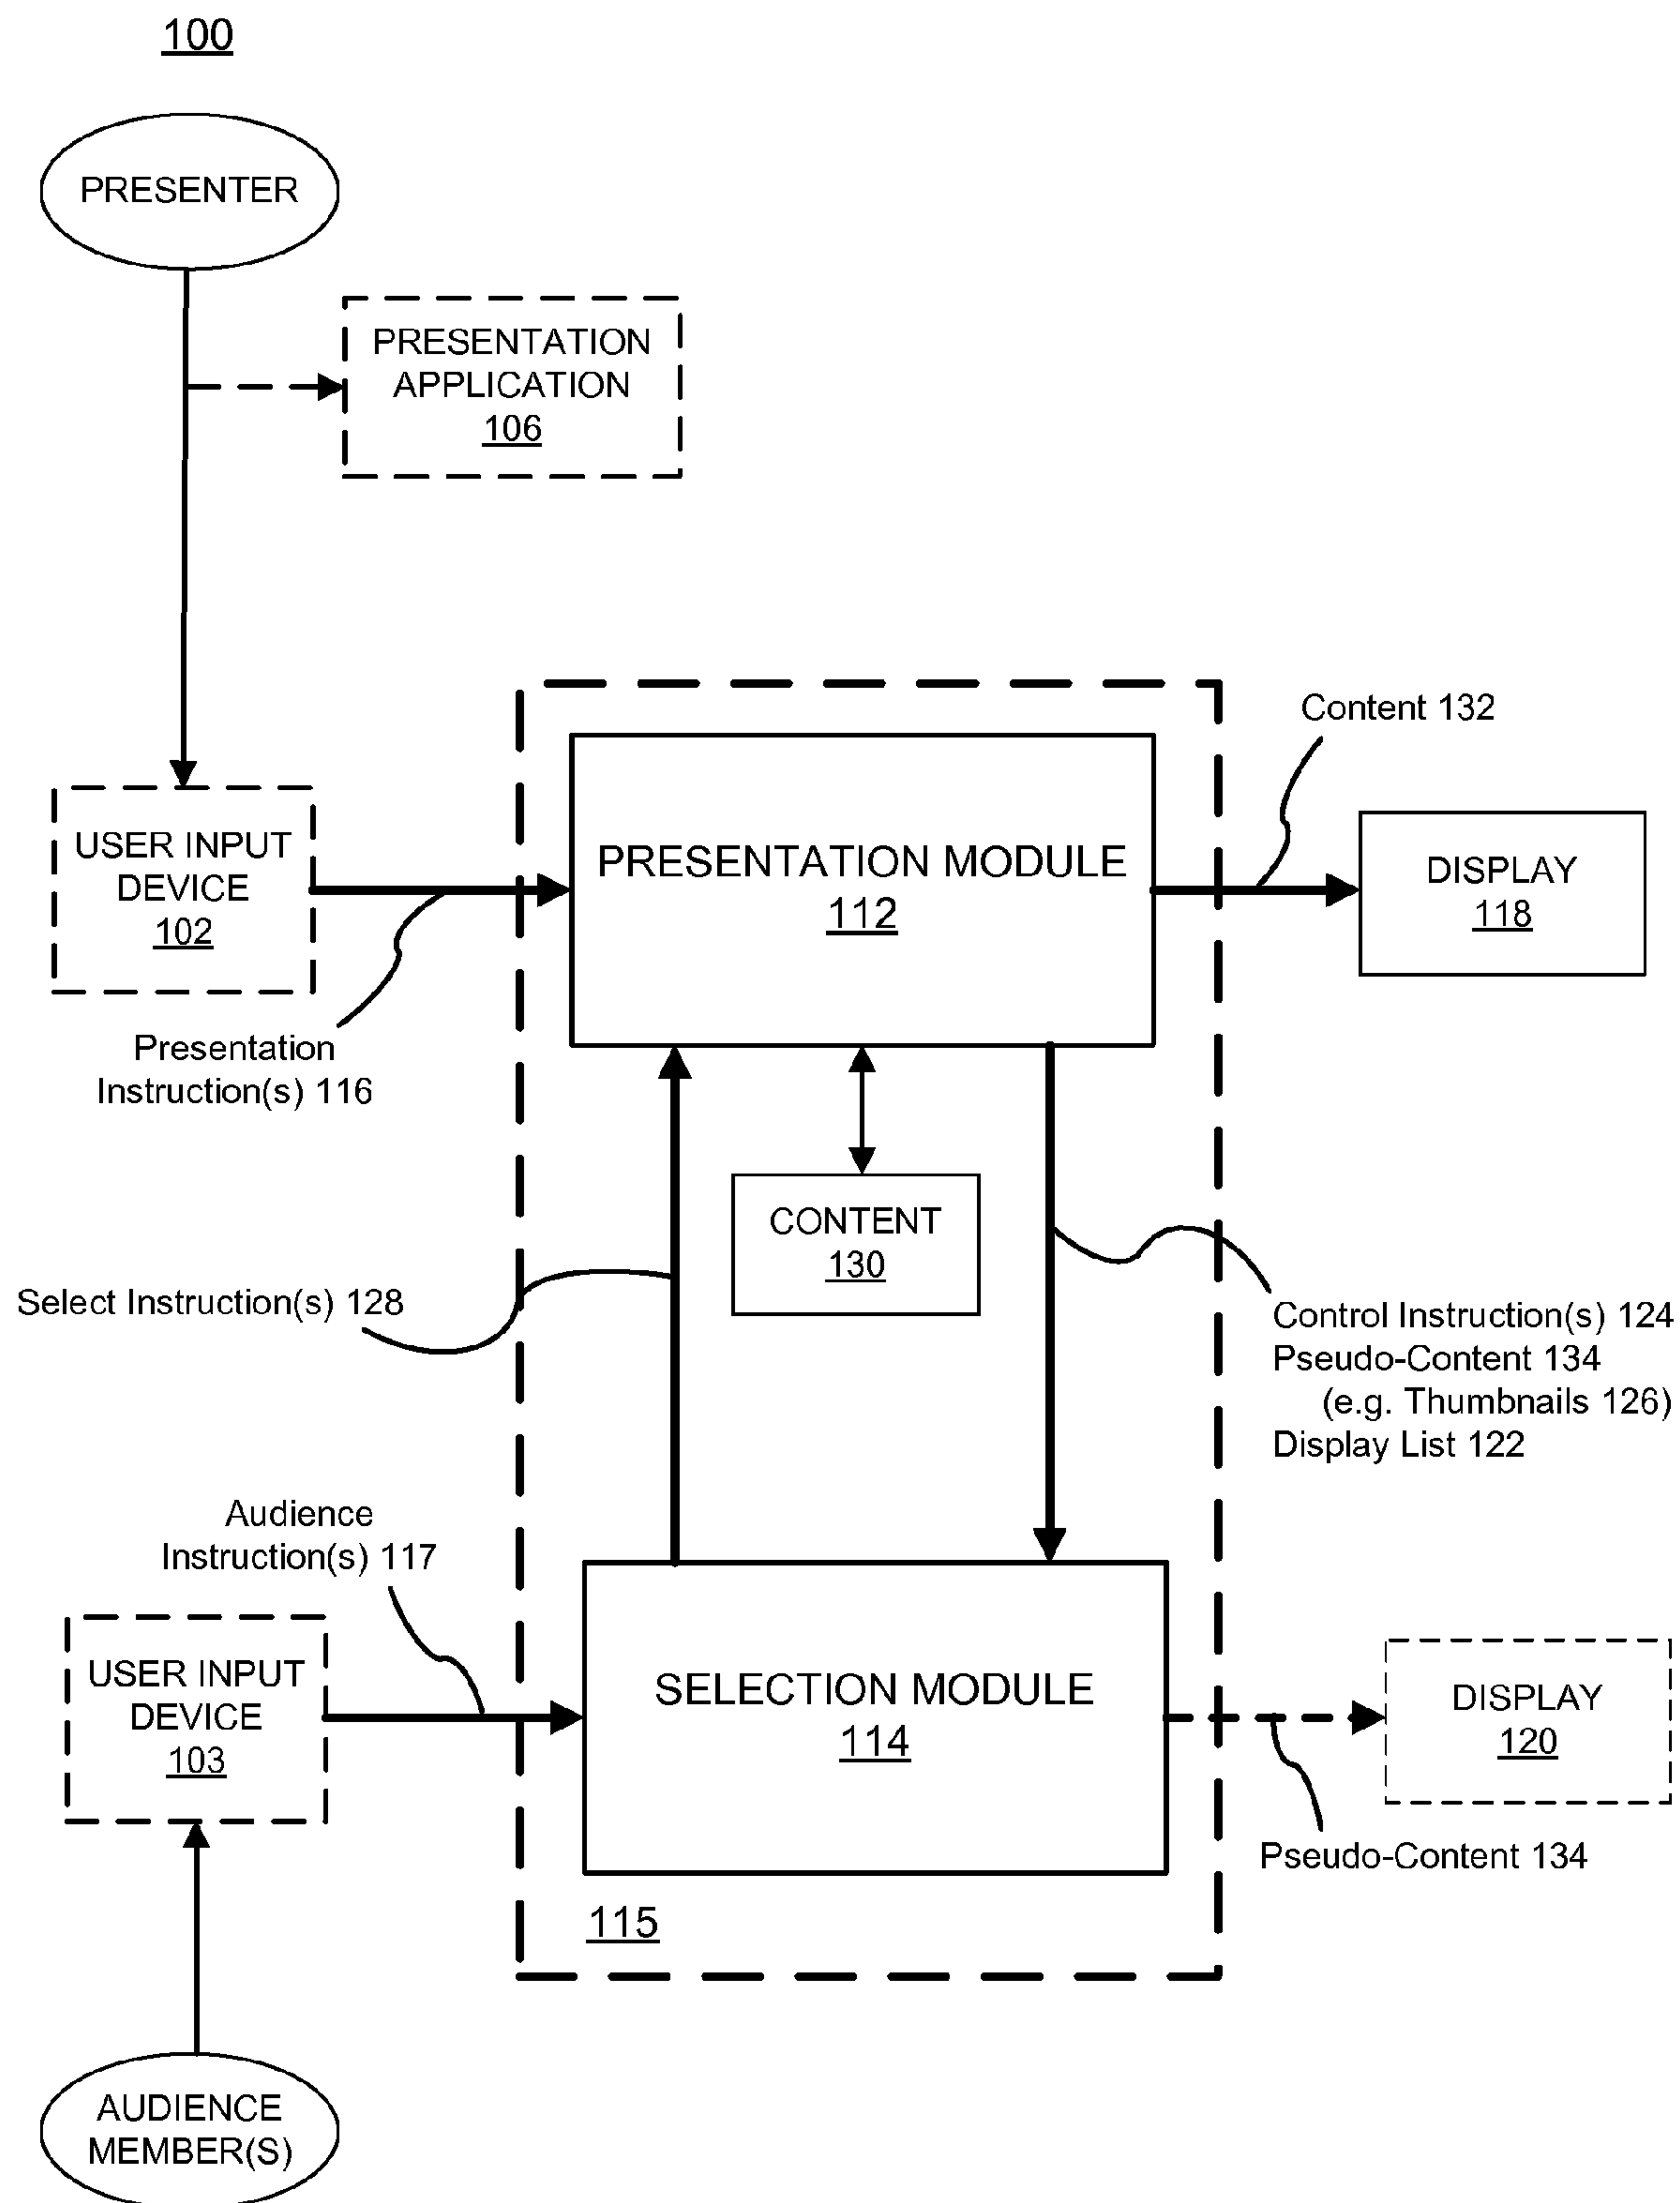 100
PRESENTER
PRESENTATION
APPLICATION
106
Content 132
USER INPUT
DEVICE
102
PRESENTATION MODULE
112
DISPLAY
118
Presentation
Instruction(s) 116
CONTENT
130
Select Instruction(s) 128
Control Instruction(s) 124
Pseudo-Content 134
(e.g. Thumbnails 126)
Display List 122
Audience
Instruction(s) 117
USER INPUT
DEVICE
103
SELECTION MODULE
114
DISPLAY
120
Pseudo-Content 134
115
AUDIENCE
MEMBER(S)